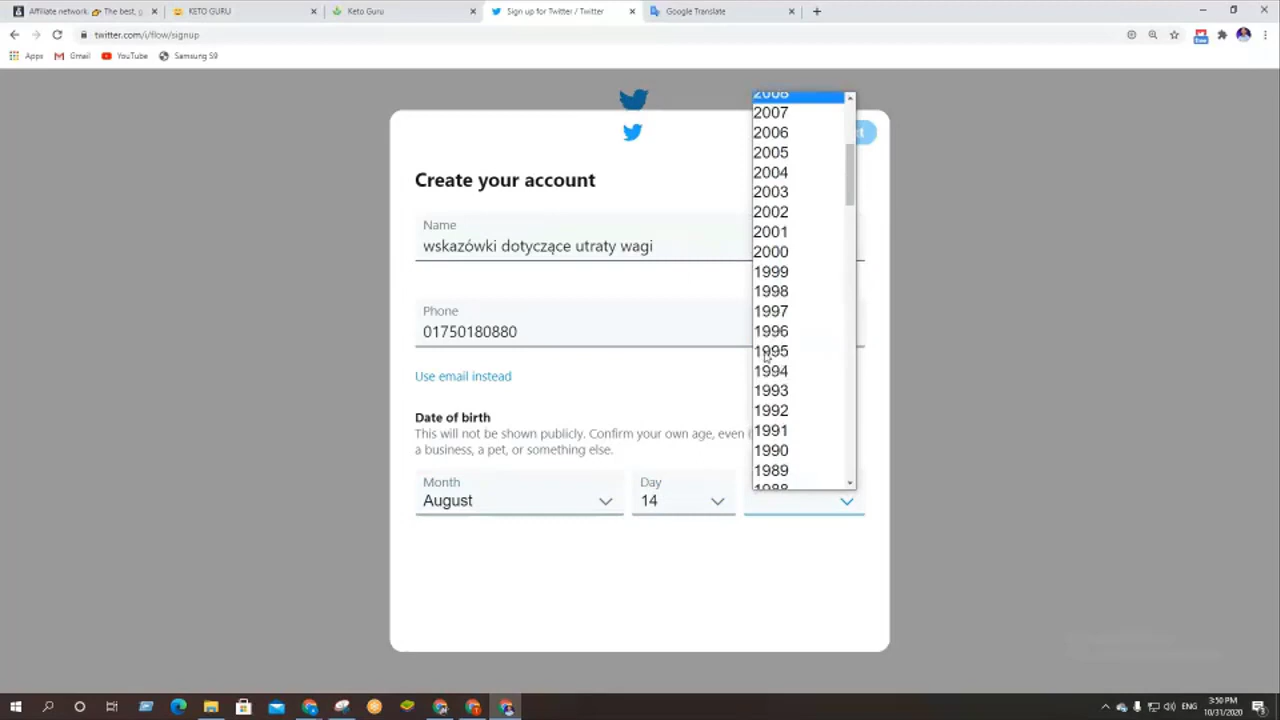 Affiliate network. The best, g
KETO GURU
Keto Guru
Sign up for Twitter / Twitter
Google Translate
twitter.com/i/flow/signup
Apps
Gmail
YouTube
Samsung S9
Create your account
Name
wskazówki dotyczące utraty wagi
Phone
01750180880
Use email instead
Date of birth
This will not be shown publicly. Confirm your own age, even
a business, a pet, or something else.
Month
August
Day
14
2008
2007
2006
2005
2004
2003
2002
2001
2000
1999
1998
1997
1996
1995
1994
1993
1992
1991
1990
1989
1988
ENG
3:50 PM
10/31/2020